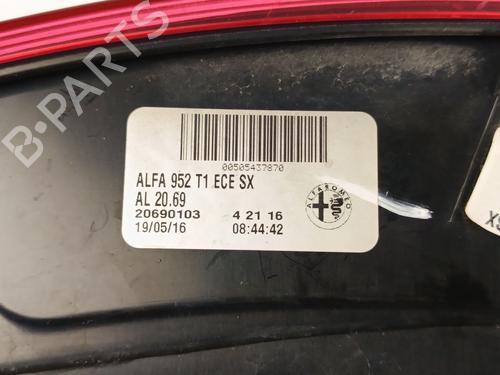 B-PARTS
00505437870
ALFA 952 T1 ECE SX
AL 20.69
20690103 4 21 16
19/05/16 08:44:42
ALFA ROMEO